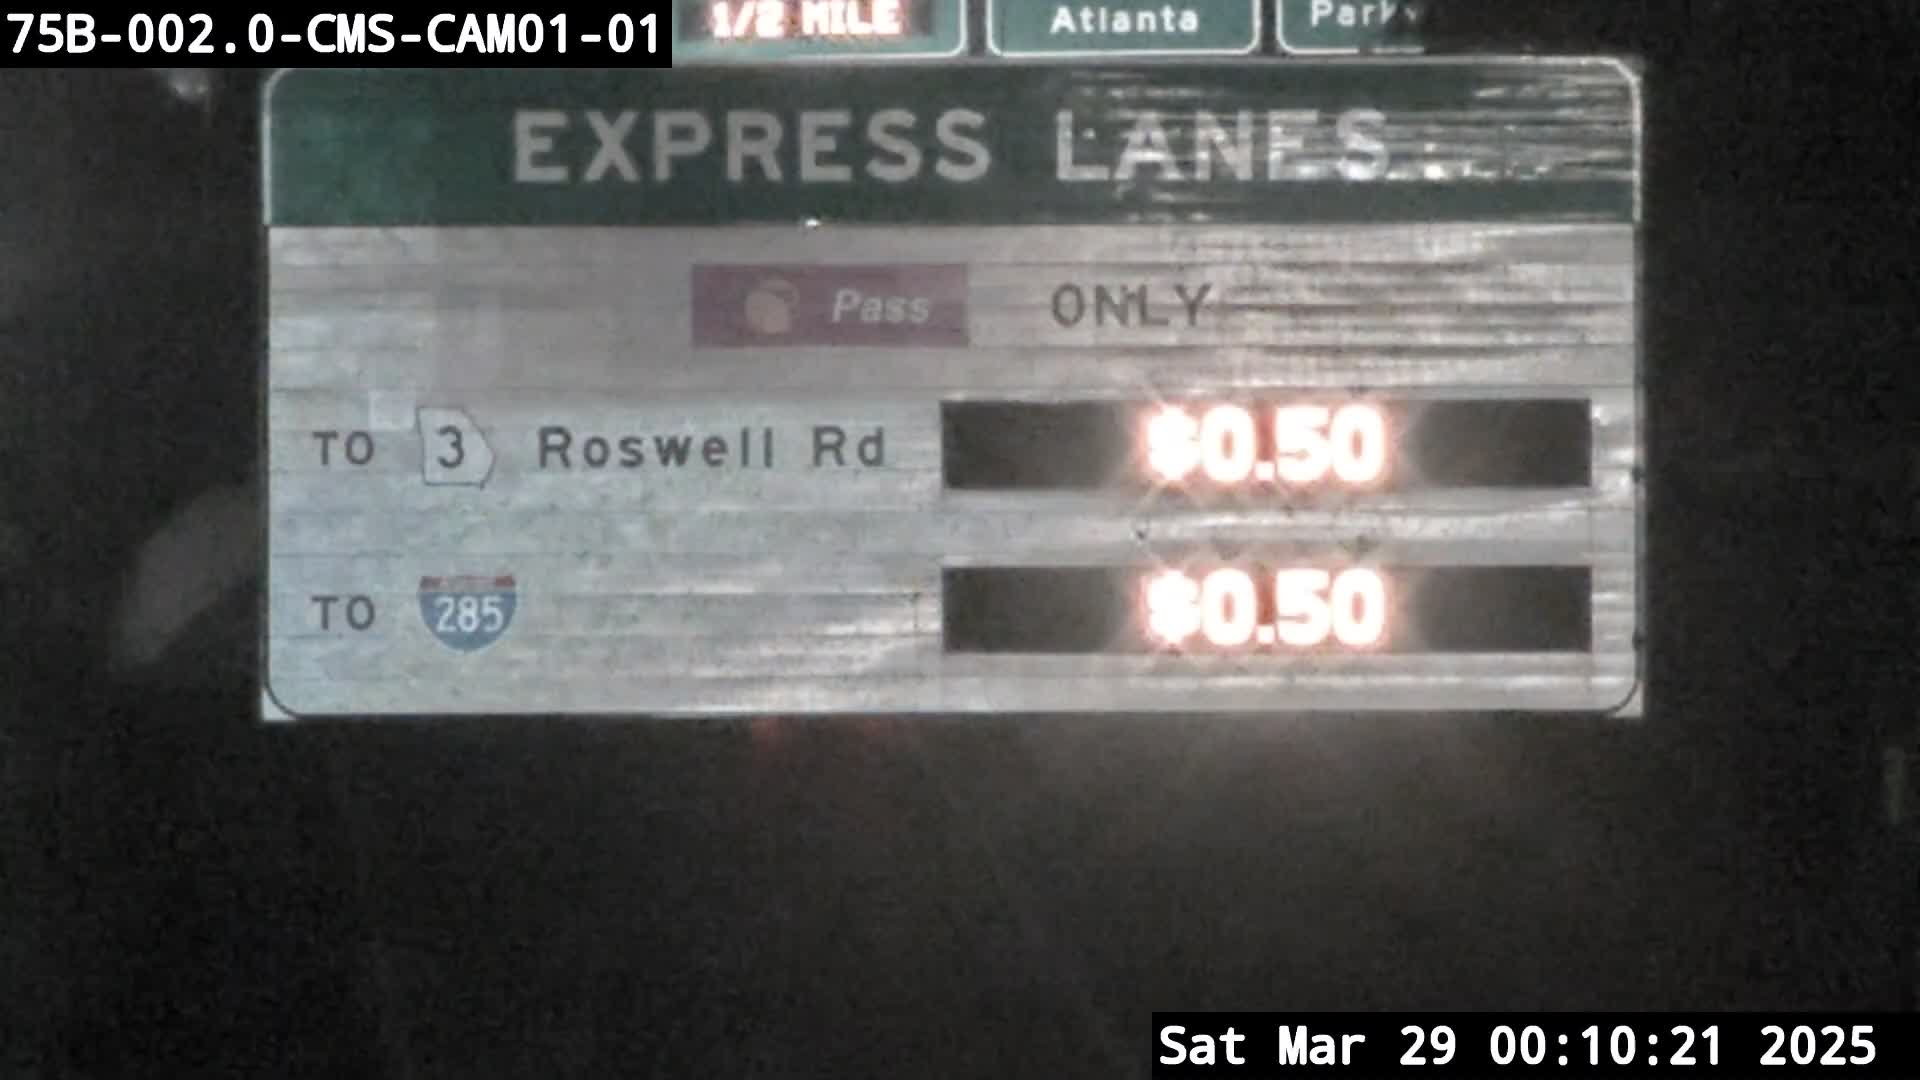 75B-002.0-CMS-CAM01-01
1/2 MILE
Atlanta
EXPRESS LANES
Pass ONLY
TO 3 Roswell Rd $0.50
TO 285 $0.50
Sat Mar 29 00:10:21 2025